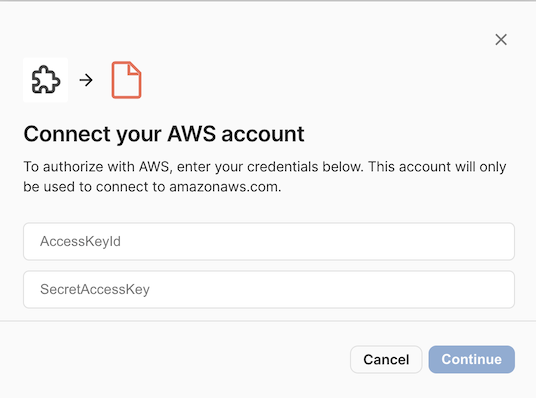 Connect your AWS account
To authorize with AWS, enter your credentials below. This account will only
be used to connect to amazonaws.com.
AccessKeyId
SecretAccessKey
Cancel Continue